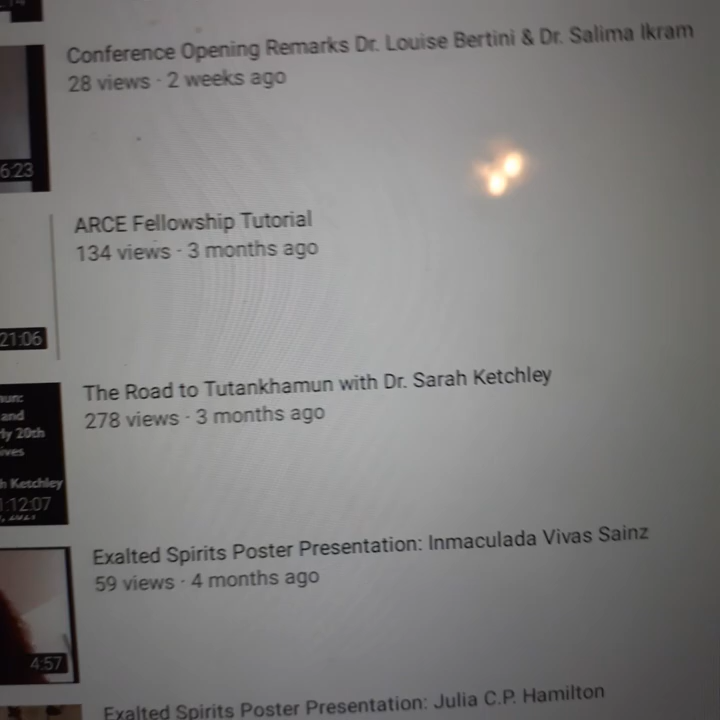 Conference Opening Remarks Dr. Louise Bertini & Dr. Salima Ikram
28 views · 2 weeks ago
6:23
ARCE Fellowship Tutorial
134 views · 3 months ago
21:06
The Road to Tutankhamun with Dr. Sarah Ketchley
278 views · 3 months ago
and
20th
Ketchley
1:12:07
Exalted Spirits Poster Presentation: Inmaculada Vivas Sainz
59 views · 4 months ago
4:57
Exalted Spirits Poster Presentation: Julia C.P. Hamilton